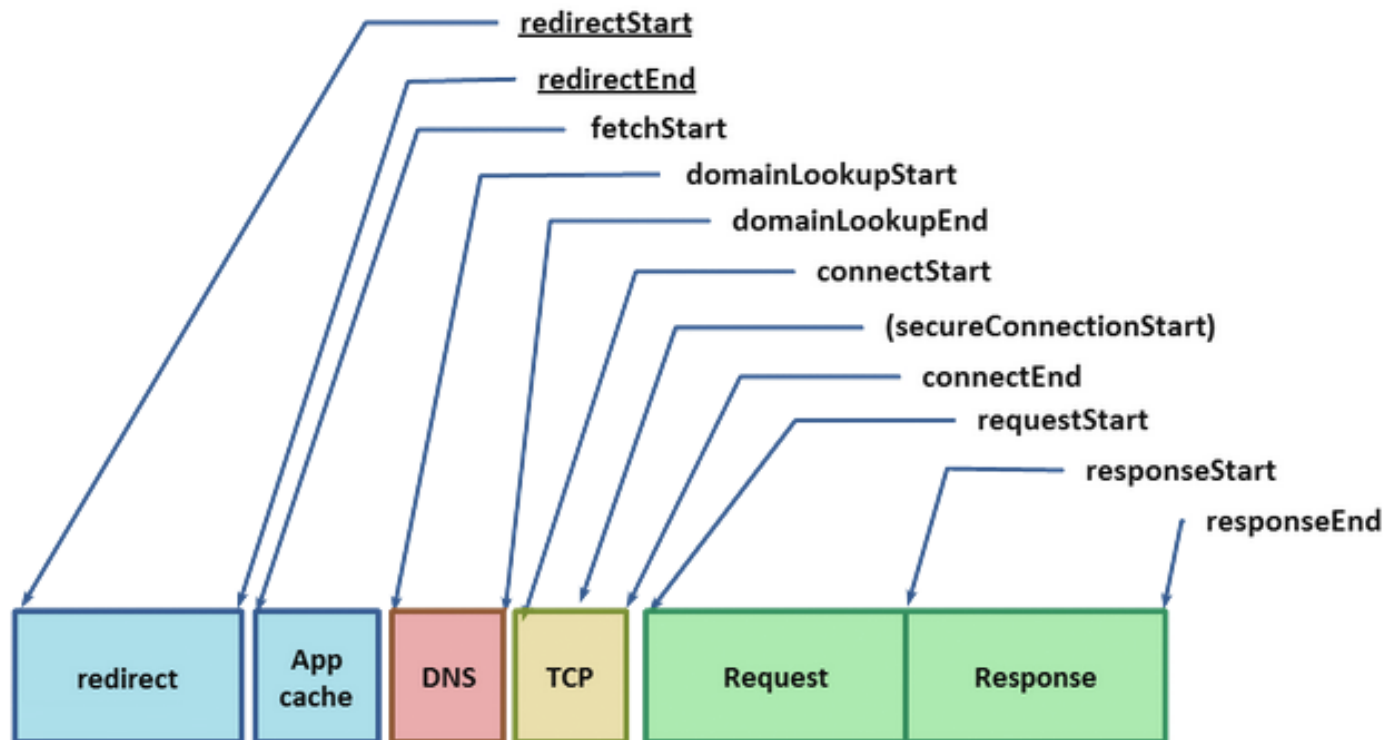 redirectStart
redirectEnd
fetchStart
domainLookupStart
domainLookupEnd
connectStart
(secureConnectionStart)
connectEnd
requestStart
responseStart
responseEnd
redirect
App
cache
DNS
TCP
Request
Response